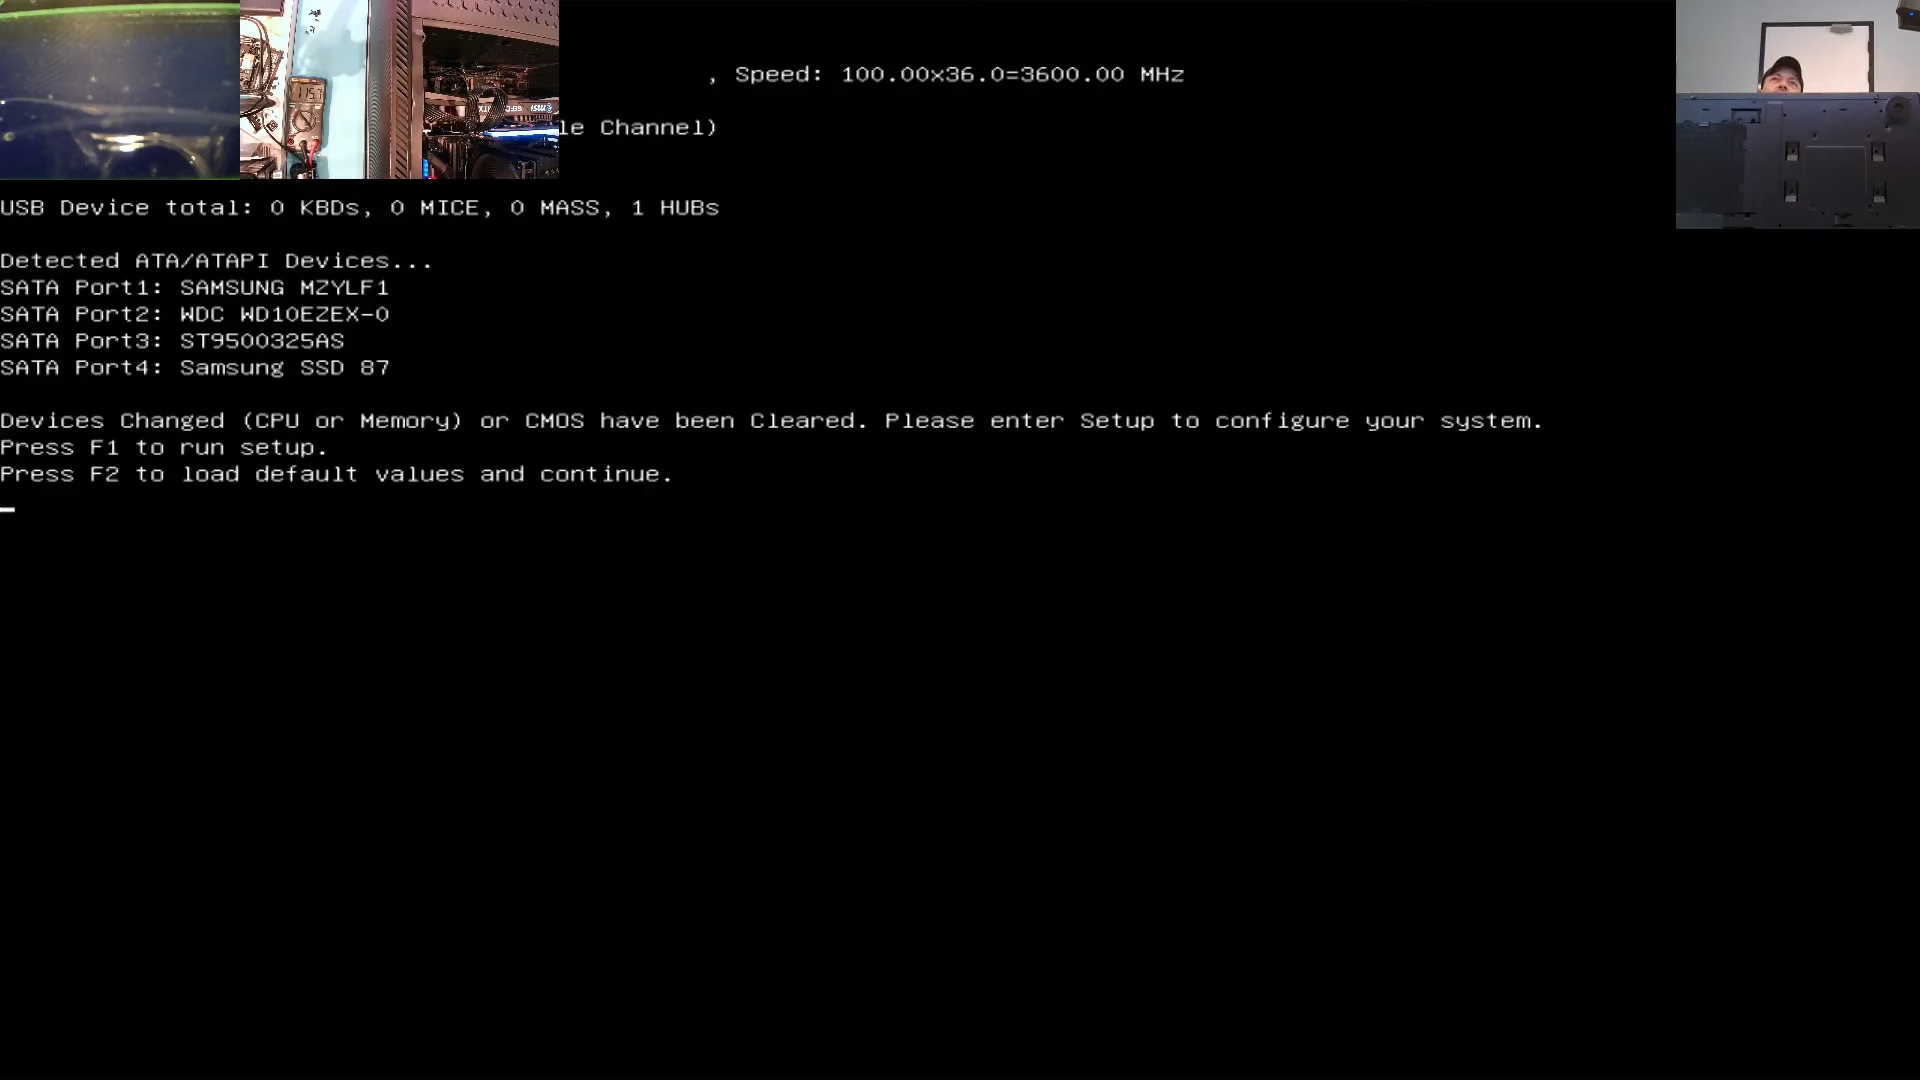 , Speed: 100.00x36.0=3600.00 MHz
le Channel)
USB Device total: 0 KBDs, 0 MICE, 0 MASS, 1 HUBs
Detected ATA/ATAPI Devices...
SATA Port1: SAMSUNG MZYLF1
SATA Port2: WDC WD10EZEX-0
SATA Port3: ST9500325AS
SATA Port4: Samsung SSD 87
Devices Changed (CPU or Memory) or CMOS have been Cleared. Please enter Setup to configure your system.
Press F1 to run setup.
Press F2 to load default values and continue.